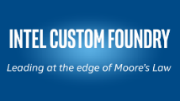 INTEL CUSTOM FOUNDRY
Leading at the edge of Moore's Law